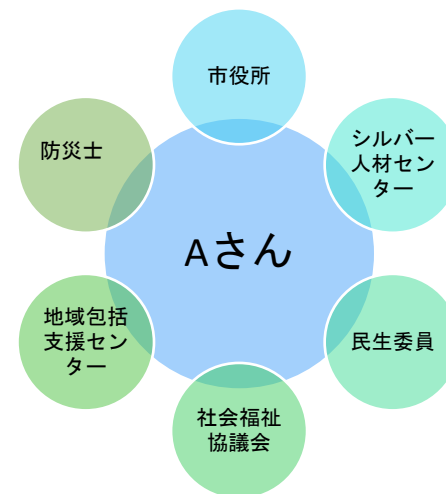 市役所
シルバー
人材セン
ター
民生委員
社会福祉
協議会
地域包括
支援セン
ター
防災士
Aさん